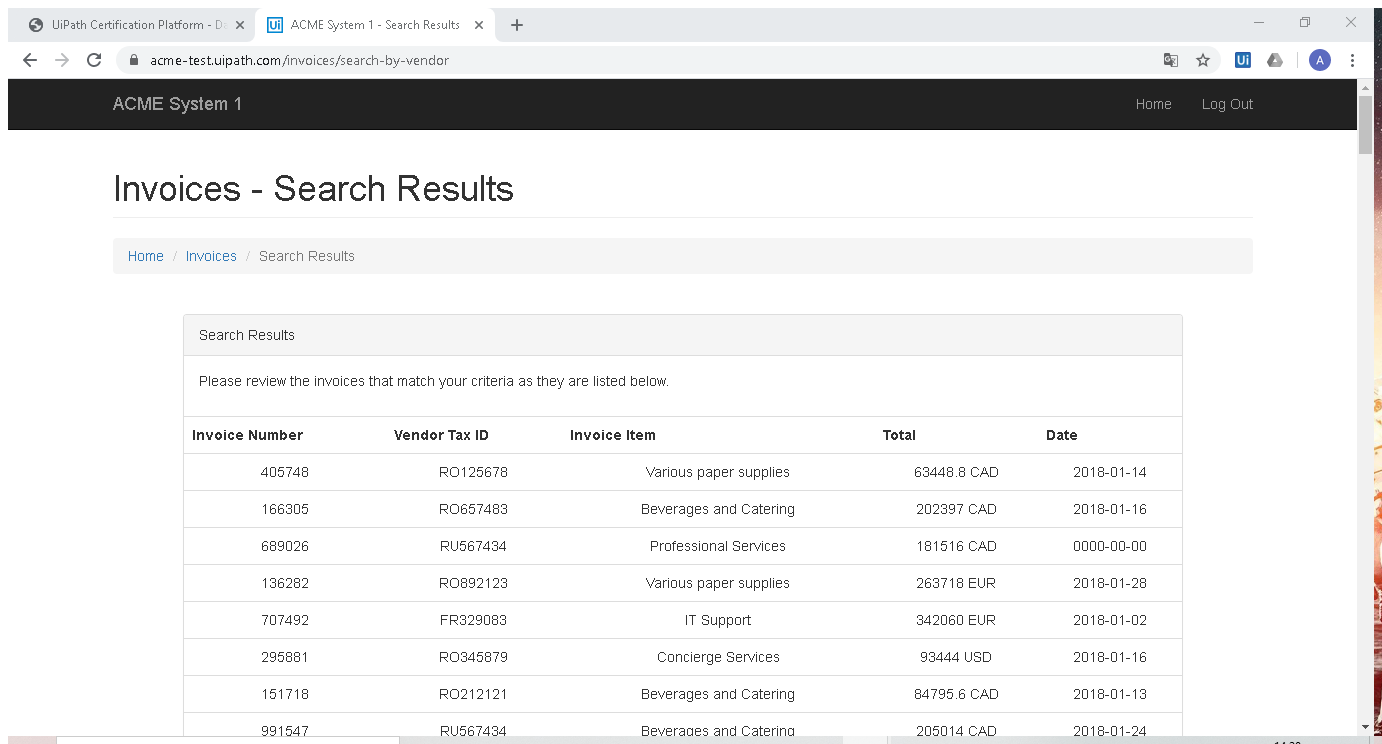 UiPath Certification Platform - Da
Ui ACME System 1 - Search Results
acme-test.uipath.com/invoices/search-by-vendor
Ui
A
ACME System 1 Home Log Out
Invoices - Search Results
Home / Invoices / Search Results
Search Results
Please review the invoices that match your criteria as they are listed below.
Invoice Number Vendor Tax ID Invoice Item Total Date
405748 RO125678 Various paper supplies 63448.8 CAD 2018-01-14
166305 RO657483 Beverages and Catering 202397 CAD 2018-01-16
689026 RU567434 Professional Services 181516 CAD 0000-00-00
136282 RO892123 Various paper supplies 263718 EUR 2018-01-28
707492 FR329083 IT Support 342060 EUR 2018-01-02
295881 RO345879 Concierge Services 93444 USD 2018-01-16
151718 RO212121 Beverages and Catering 84795.6 CAD 2018-01-13
991547 RU567434 Beverages and Catering 205014 CAD 2018-01-24